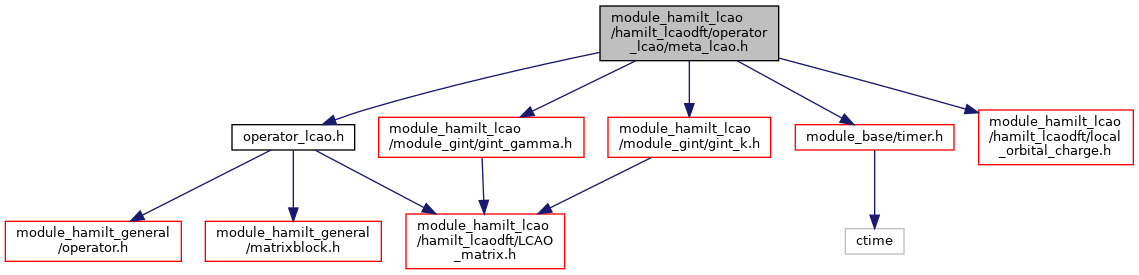 module_hamilt_lcao
/hamilt_lcaodft/operator
_lcao/meta_lcao.h
operator_lcao.h
module_hamilt_lcao
/module_gint/gint_gamma.h
module_hamilt_lcao
/module_gint/gint_k.h
module_base/timer.h
module_hamilt_lcao
/hamilt_lcaodft/local
_orbital_charge.h
module_hamilt_general
/operator.h
module_hamilt_general
/matrixblock.h
module_hamilt_lcao
/hamilt_lcaodft/LCAO
_matrix.h
ctime